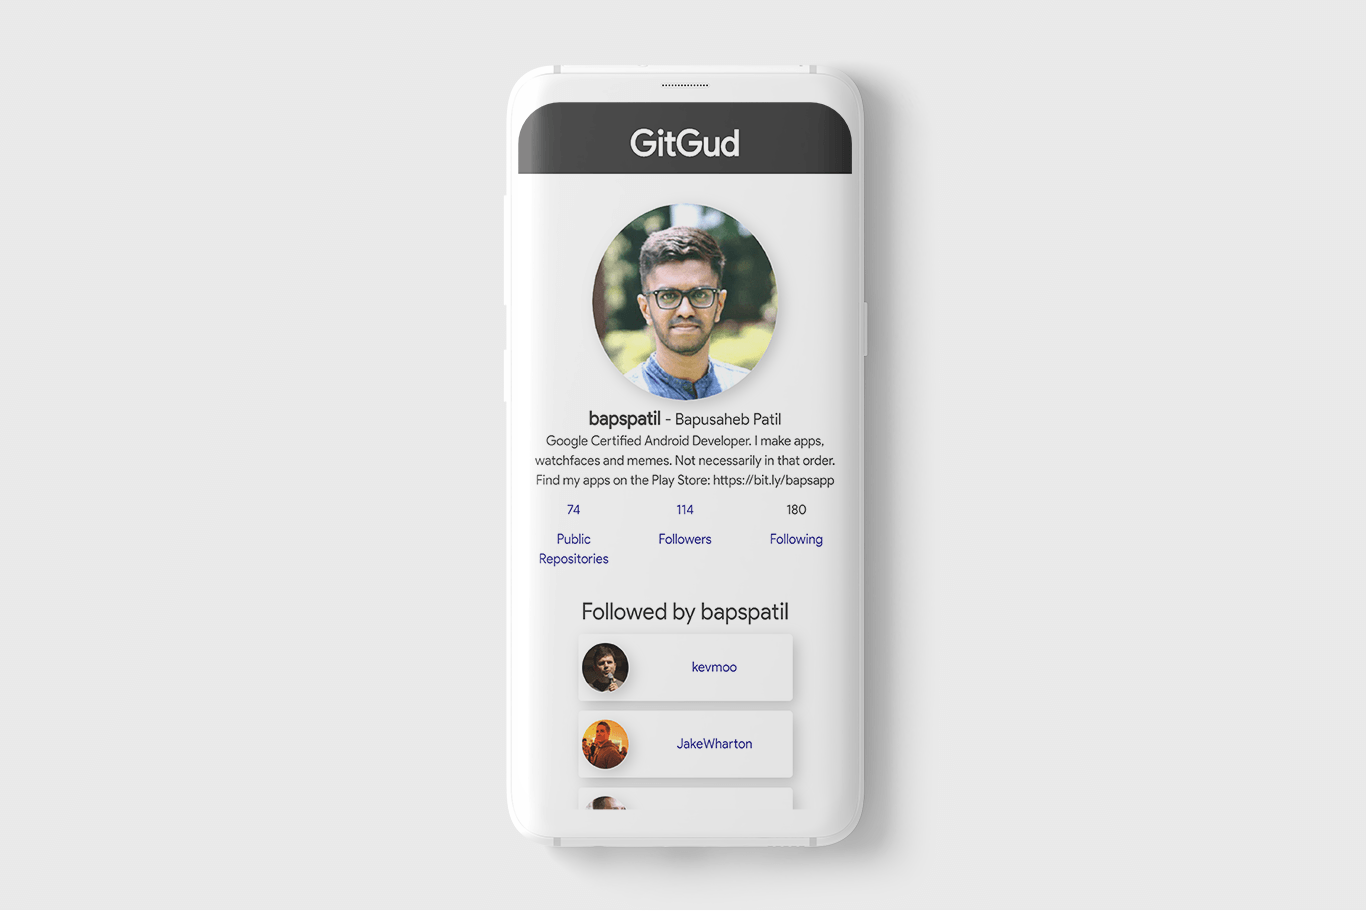 GitGud
bapspatil - Bapusaheb Patil
Google Certified Android Developer. I make apps,
watchfaces and memes. Not necessarily in that order.
Find my apps on the Play Store: https://bit.ly/bapsapp
74 114 180
Public Followers Following
Repositories
Followed by bapspatil
kevmoo
JakeWharton